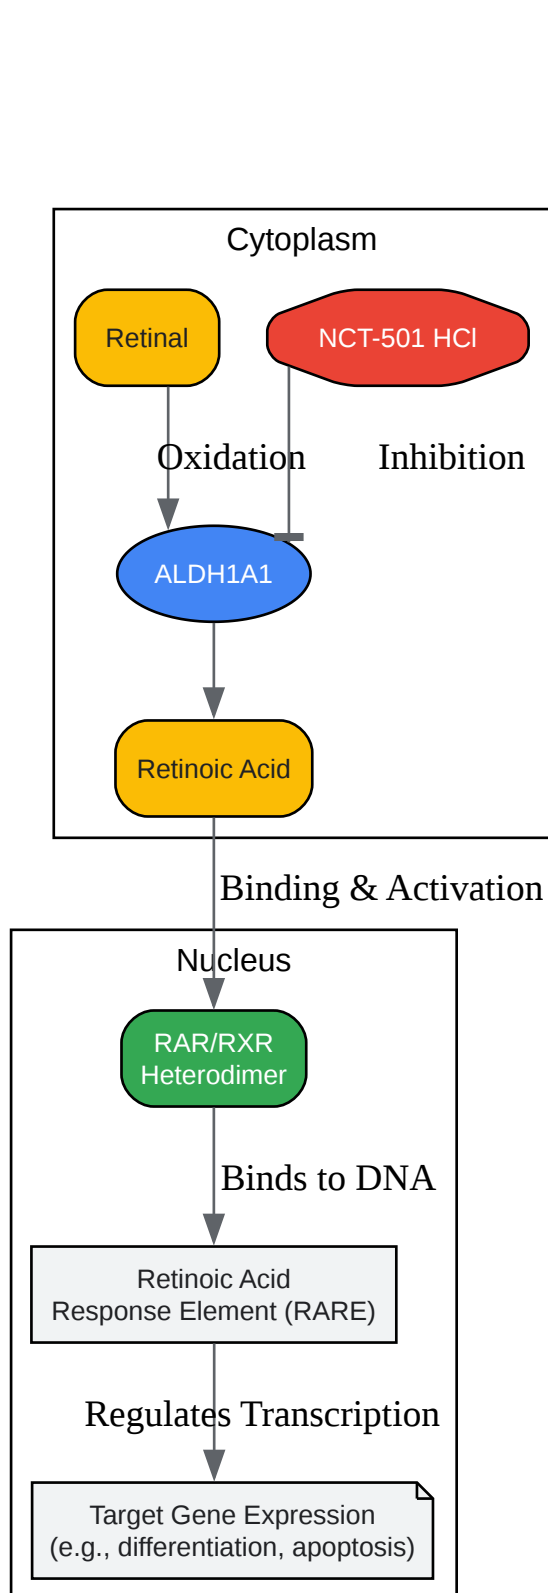 Cytoplasm
Retinal
NCT-501 HCl
Oxidation
Inhibition
ALDH1A1
Retinoic Acid
Binding & Activation
Nucleus
RAR/RXR
Heterodimer
Binds to DNA
Retinoic Acid
Response Element (RARE)
Regulates Transcription
Target Gene Expression
(e.g., differentiation, apoptosis)